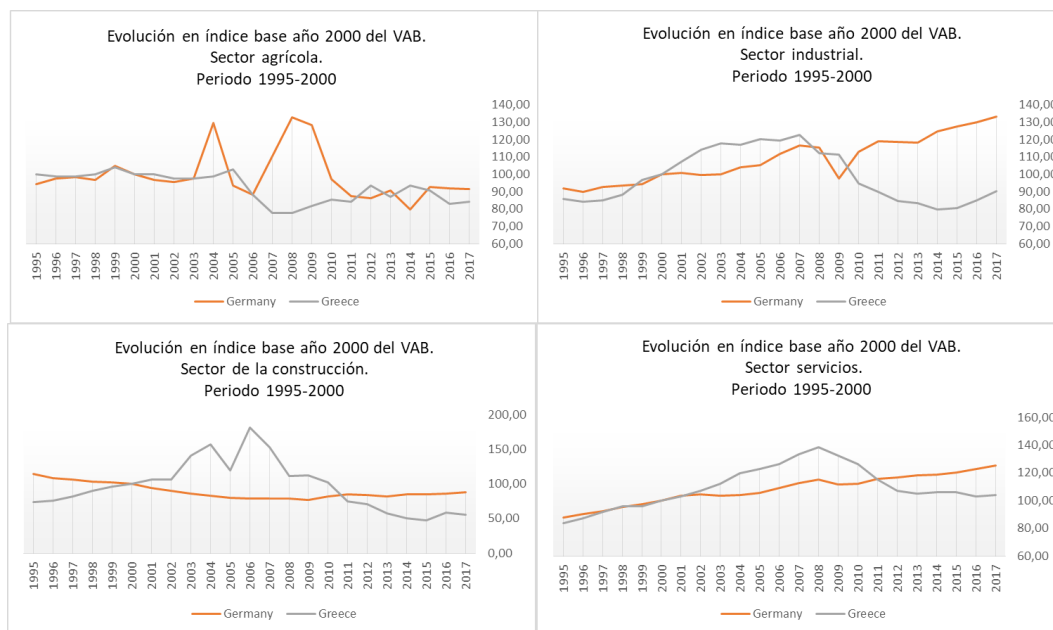 Evolución en índice base año 2000 del VAB.
Sector agrícola.
Periodo 1995-2000
140,00
130,00
120,00
110,00
100,00
90,00
80,00
70,00
60,00
1995 1996 1997 1998 1999 2000 2001 2002 2003 2004 2005 2006 2007 2008 2009 2010 2011 2012 2013 2014 2015 2016 2017
Germany Greece
Evolución en índice base año 2000 del VAB.
Sector industrial.
Periodo 1995-2000
140,00
130,00
120,00
110,00
100,00
90,00
80,00
70,00
60,00
1995 1996 1997 1998 1999 2000 2001 2002 2003 2004 2005 2006 2007 2008 2009 2010 2011 2012 2013 2014 2015 2016 2017
Germany Greece
Evolución en índice base año 2000 del VAB.
Sector de la construcción.
Periodo 1995-2000
200,00
150,00
100,00
50,00
0,00
1995 1996 1997 1998 1999 2000 2001 2002 2003 2004 2005 2006 2007 2008 2009 2010 2011 2012 2013 2014 2015 2016 2017
Germany Greece
Evolución en índice base año 2000 del VAB.
Sector servicios.
Periodo 1995-2000
160,00
140,00
120,00
100,00
80,00
60,00
1995 1996 1997 1998 1999 2000 2001 2002 2003 2004 2005 2006 2007 2008 2009 2010 2011 2012 2013 2014 2015 2016 2017
Germany Greece